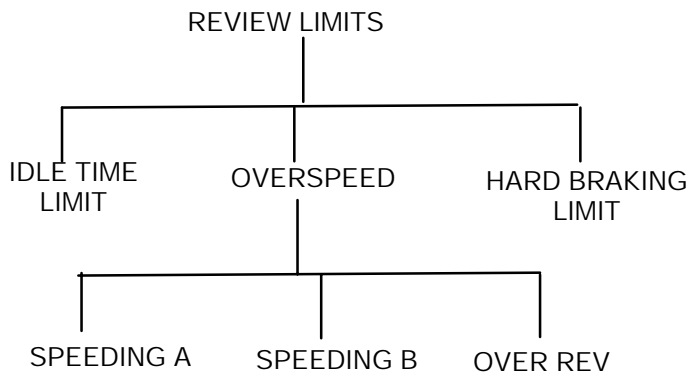 REVIEW LIMITS
IDLE TIME
LIMIT
OVERSPEED
HARD BRAKING
LIMIT
SPEEDING A
SPEEDING B
OVER REV